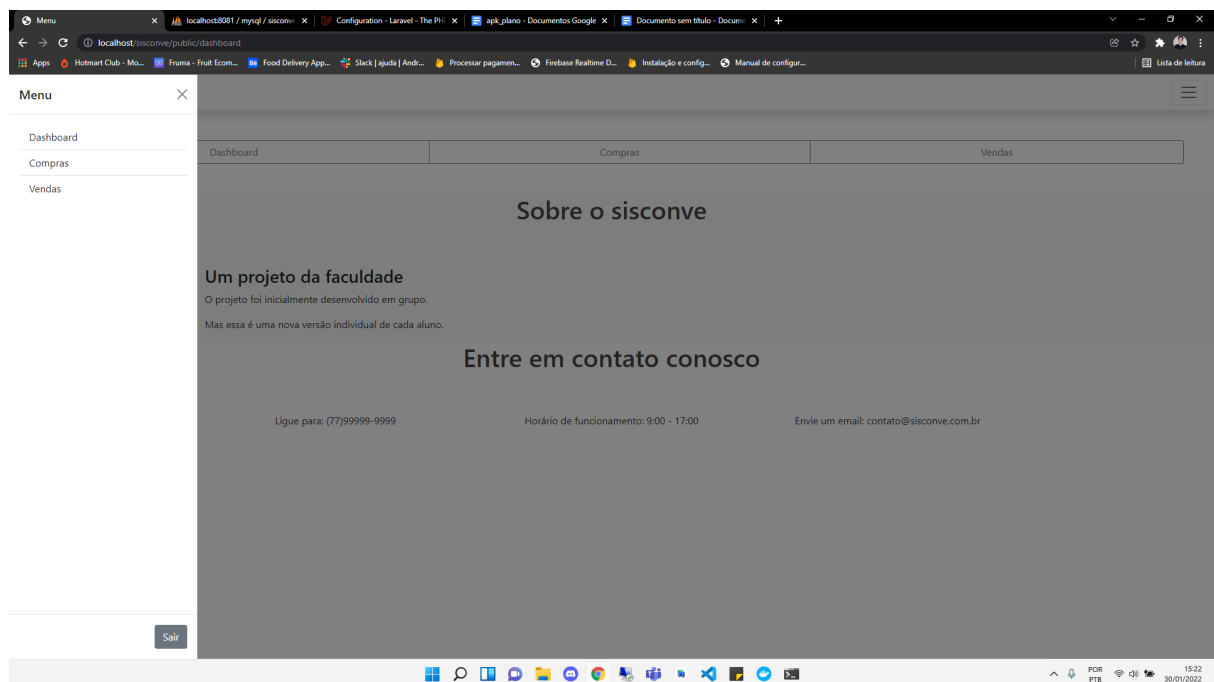 Menu
localhost:8081 / mysql / sisconve
Configuration - Laravel - The PH
apk_plano - Documentos Google
Documento sem título - Docume
localhost/sisconve/public/dashboard
Apps
Hotmart Club - Mo...
Fruma - Fruit Ecom...
Food Delivery App...
Slack | ajuda | Andr...
Processar pagamen...
Firebase Realtime D...
Instalação e config...
Manual de configur...
Lista de leitura
Menu
Dashboard
Compras
Vendas
Dashboard
Compras
Vendas
Sobre o sisconve
Um projeto da faculdade
O projeto foi inicialmente desenvolvido em grupo.
Mas essa é uma nova versão individual de cada aluno.
Entre em contato conosco
Ligue para: (77)99999-9999
Horário de funcionamento: 9:00 - 17:00
Envie um email: contato@sisconve.com.br
Sair
POR
PTB
15:22
30/01/2022